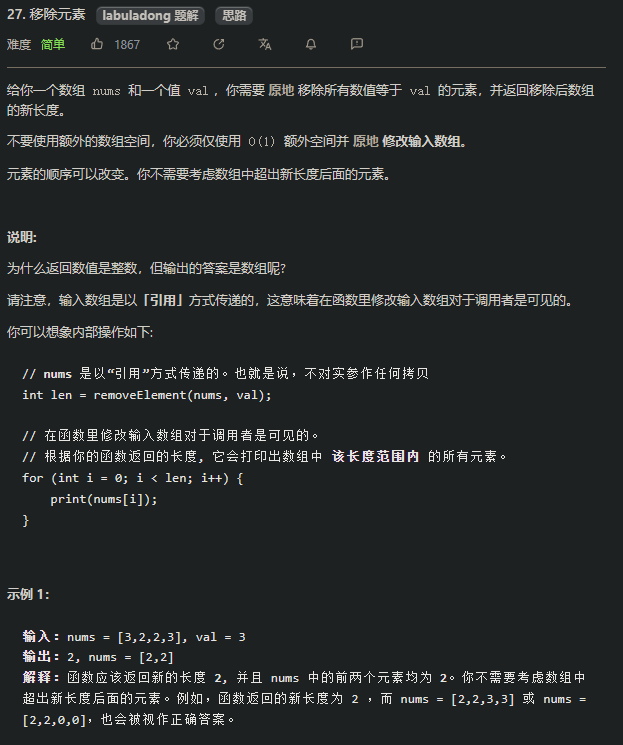 27. 移除元素 labuladong 题解 思路
难度 简单 1867
给你一个数组 nums 和一个值 val ，你需要 原地 移除所有数值等于 val 的元素，并返回移除后数组
的新长度。
不要使用额外的数组空间，你必须仅使用 O(1) 额外空间并 原地 修改输入数组。
元素的顺序可以改变。你不需要考虑数组中超出新长度后面的元素。
说明:
为什么返回数值是整数，但输出的答案是数组呢?
请注意，输入数组是以「引用」方式传递的，这意味着在函数里修改输入数组对于调用者是可见的。
你可以想象内部操作如下:
// nums 是以“引用”方式传递的。也就是说，不对实参作任何拷贝
int len = removeElement(nums, val);
// 在函数里修改输入数组对于调用者是可见的。
// 根据你的函数返回的长度, 它会打印出数组中 该长度范围内 的所有元素。
for (int i = 0; i < len; i++) {
    print(nums[i]);
}
示例 1：
输入：nums = [3,2,2,3], val = 3
输出：2, nums = [2,2]
解释：函数应该返回新的长度 2, 并且 nums 中的前两个元素均为 2。你不需要考虑数组中
超出新长度后面的元素。例如，函数返回的新长度为 2 ，而 nums = [2,2,3,3] 或 nums =
[2,2,0,0]，也会被视作正确答案。